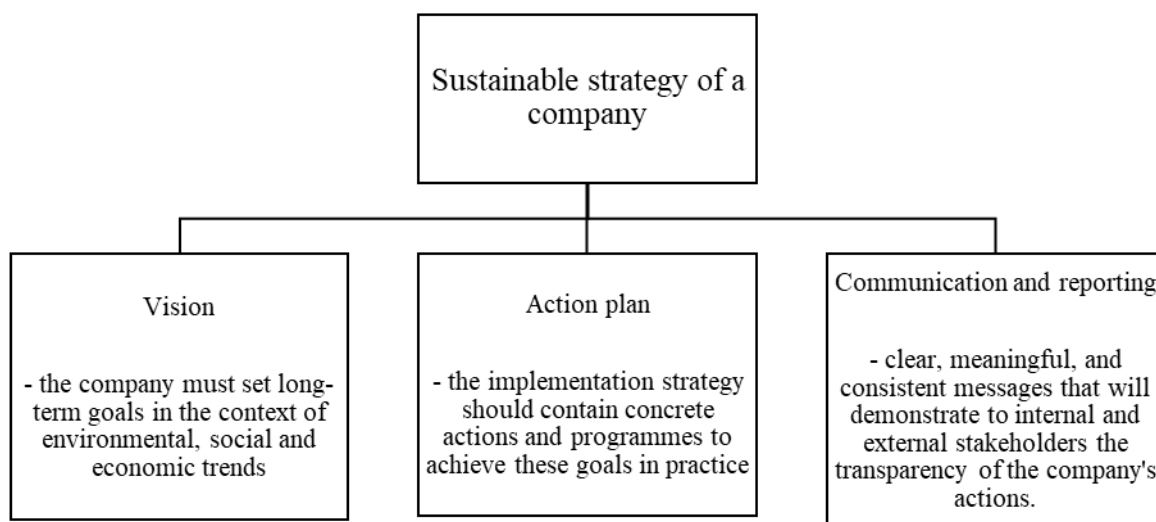 Sustainable strategy of a
company
Vision
- the company must set long-
term goals in the context of
environmental, social and
economic trends
Action plan
- the implementation strategy
should contain concrete
actions and programmes to
achieve these goals in practice
Communication and reporting
- clear, meaningful, and
consistent messages that will
demonstrate to internal and
external stakeholders the
transparency of the company's
actions.